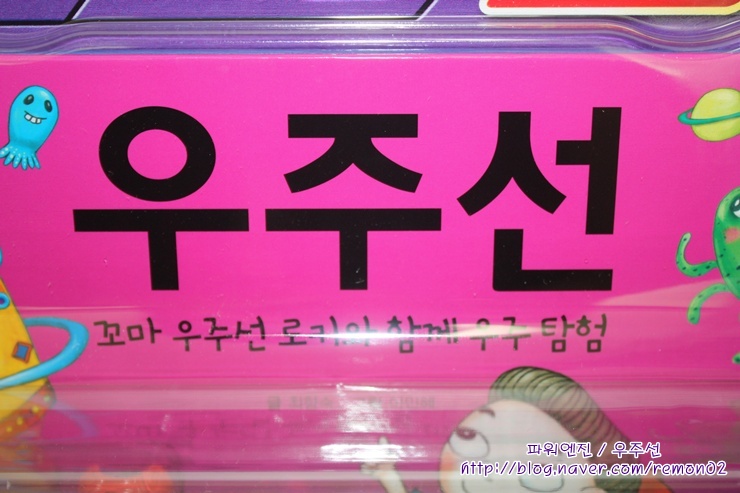 우주선
꼬마 우주선 로키와 함께 우주 탐험
파워엔진 / 우주선
http://blog.naver.com/remon02